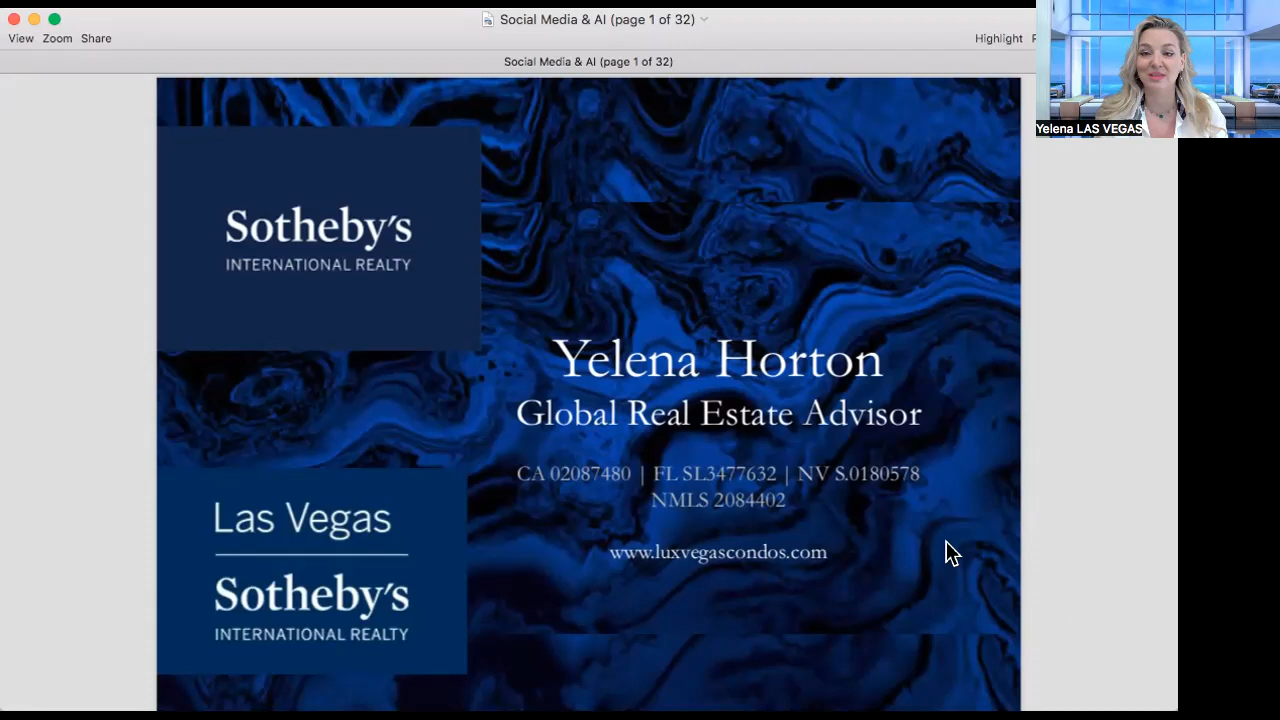 Social Media & AI (page 1 of 32)
View Zoom Share
Highlight
Social Media & AI (page 1 of 32)
Yelena LAS VEGAS
Sotheby's
INTERNATIONAL REALTY
Yelena Horton
Global Real Estate Advisor
CA 02087480 | FL SL3477632 | NV S.0180578
NMLS 2084402
www.luxvegascondos.com
Las Vegas
Sotheby's
INTERNATIONAL REALTY